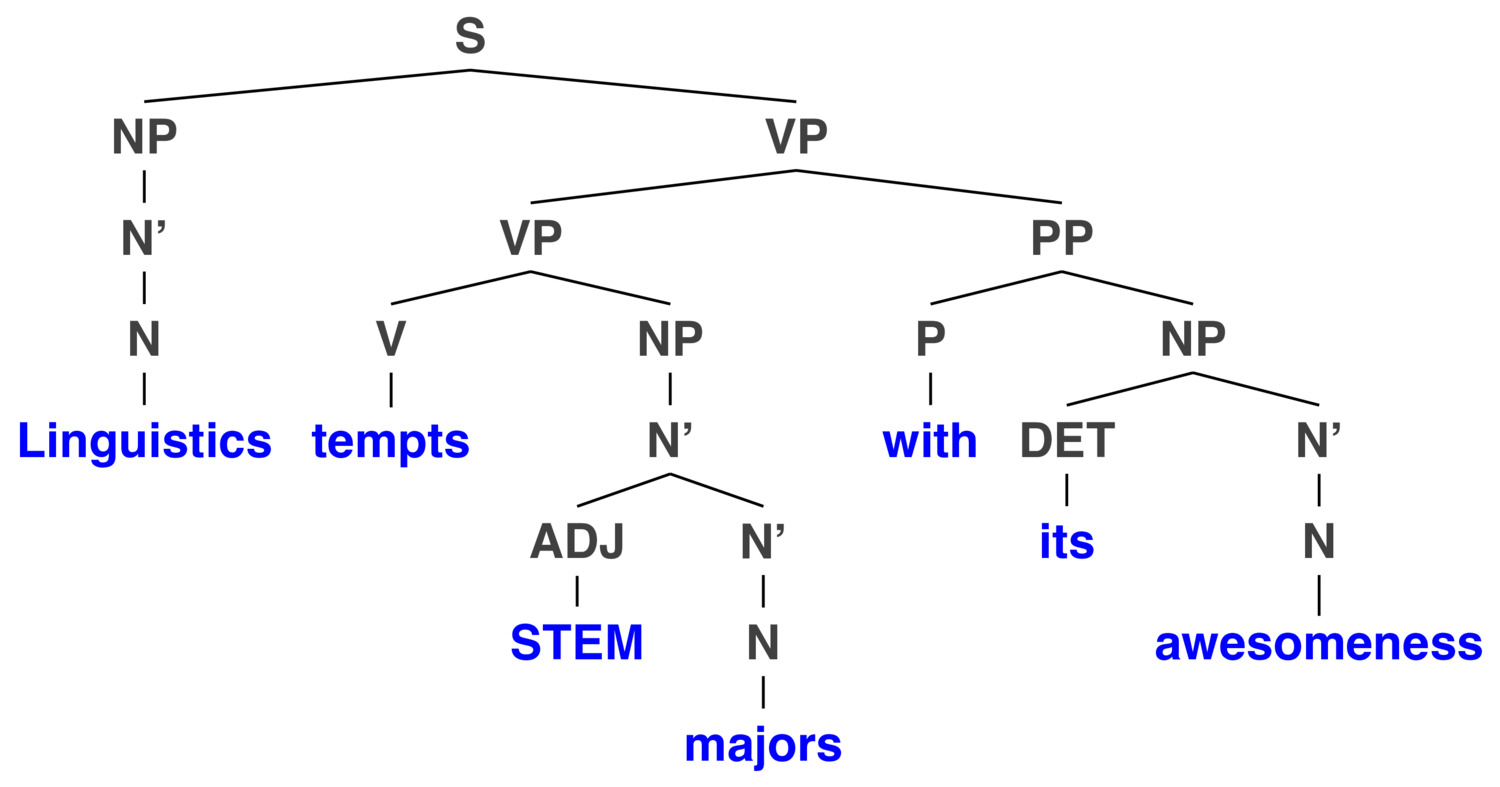 S
NP VP
N’ VP PP
N V NP P NP
Linguistics tempts N’ with DET N’
ADJ N’ its N
STEM N awesomeness
majors